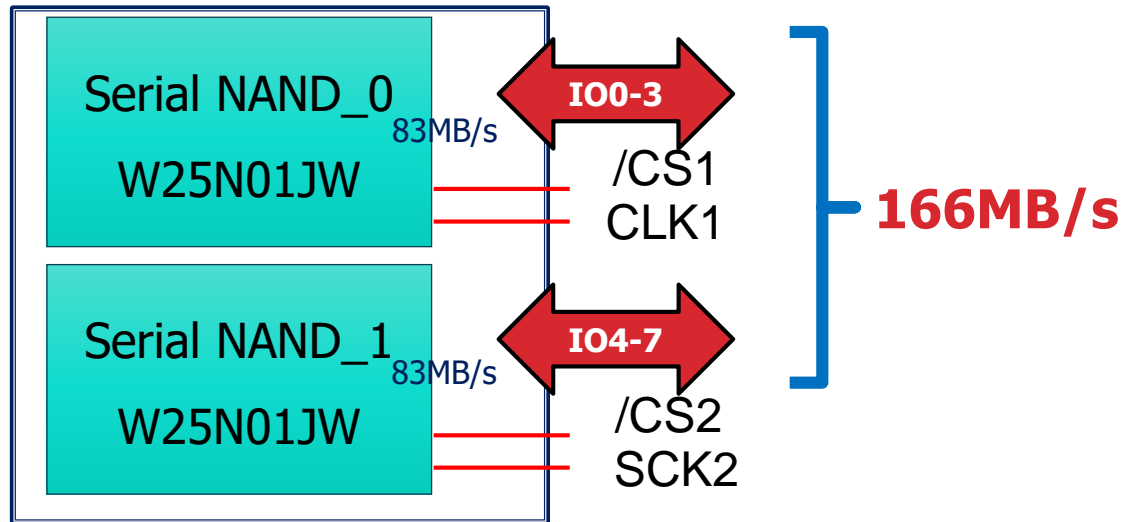 Serial NAND_0
83MB/s
W25N01JW
IO0-3
/CS1
CLK1
166MB/s
Serial NAND_1
83MB/s
W25N01JW
IO4-7
/CS2
SCK2